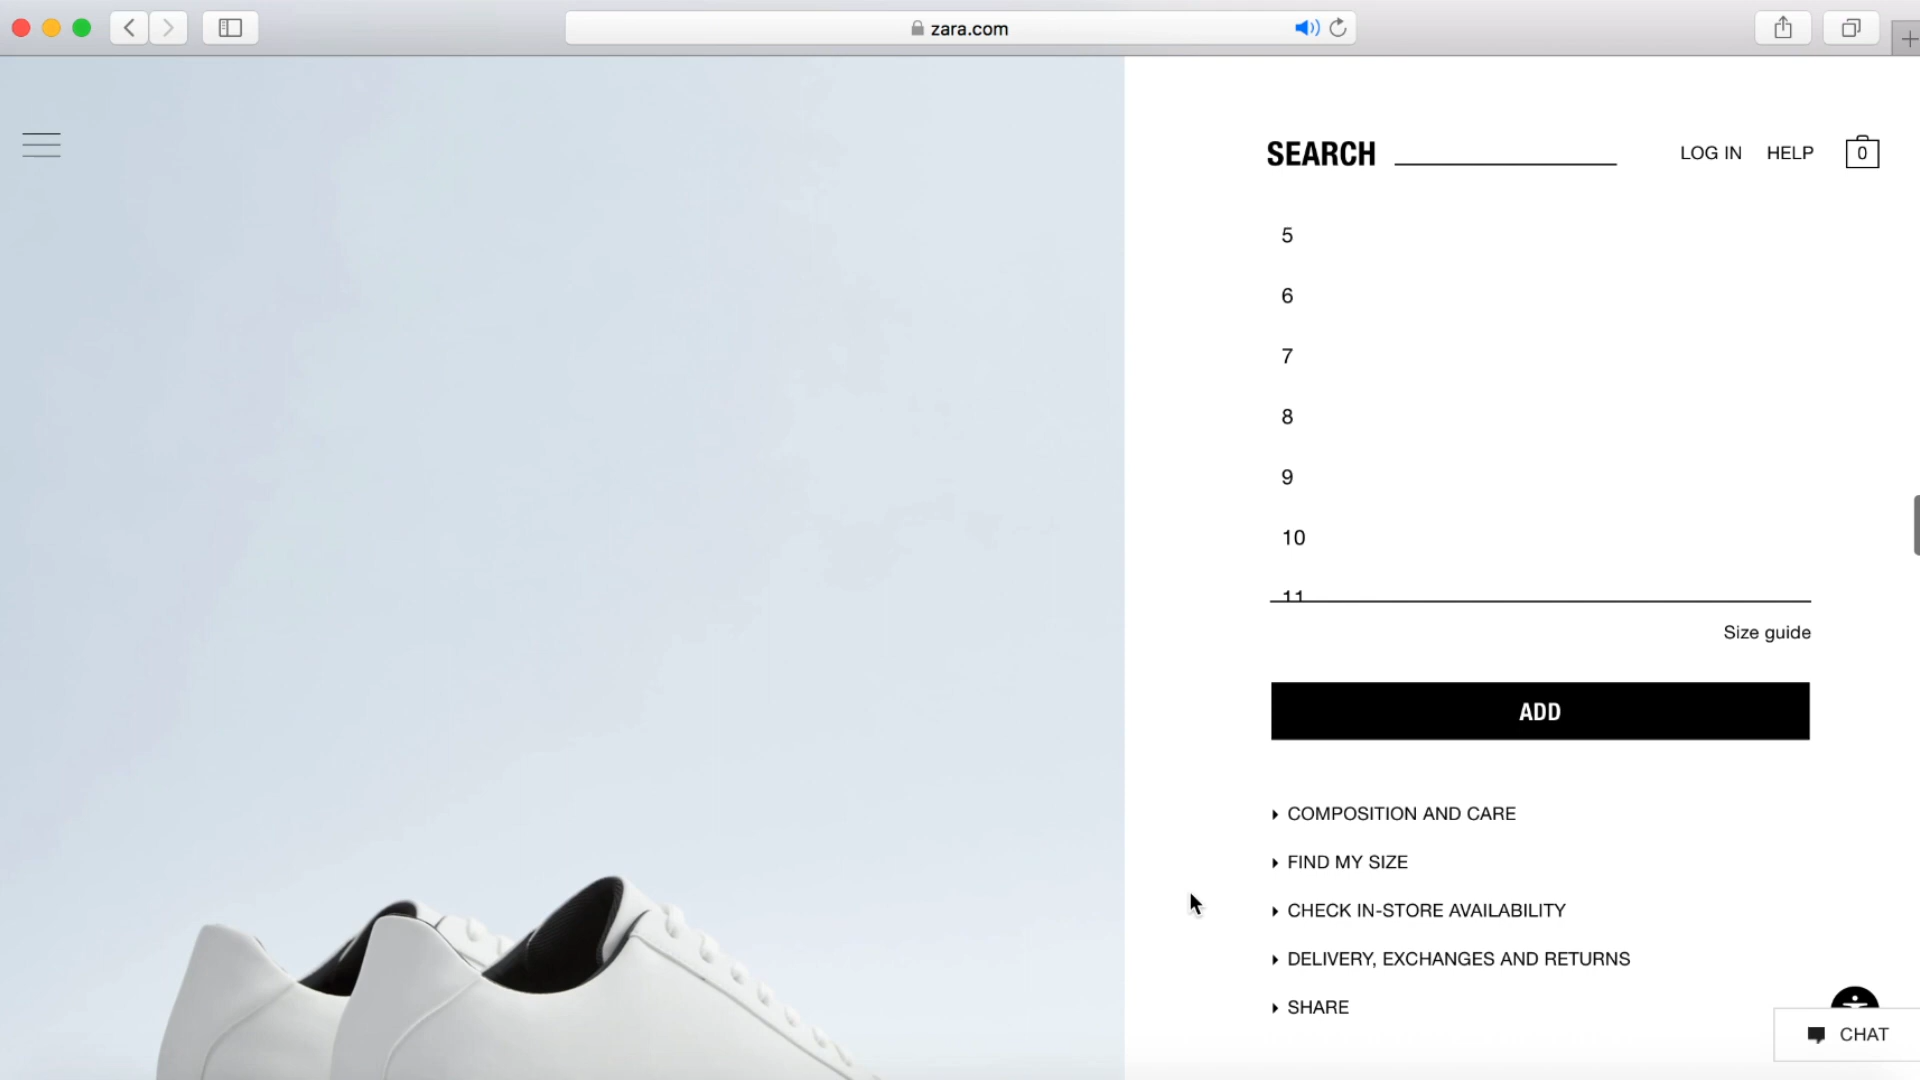 zara.com
SEARCH
LOG IN
HELP
0
5
6
7
8
9
10
11
Size guide
ADD
COMPOSITION AND CARE
FIND MY SIZE
CHECK IN-STORE AVAILABILITY
DELIVERY, EXCHANGES AND RETURNS
SHARE
CHAT